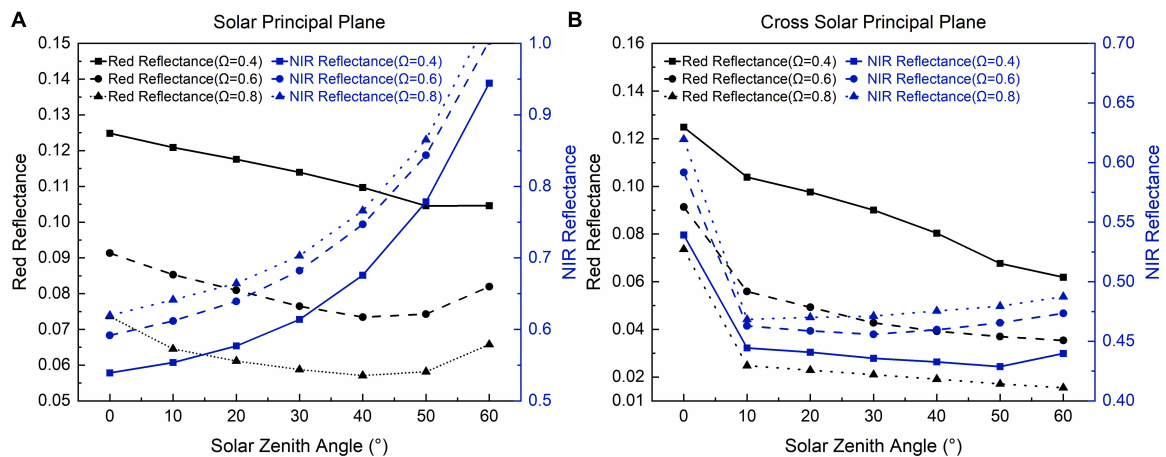 A
Solar Principal Plane
Red Reflectance(Ω=0.4)
Red Reflectance(Ω=0.6)
Red Reflectance(Ω=0.8)
NIR Reflectance(Ω=0.4)
NIR Reflectance(Ω=0.6)
NIR Reflectance(Ω=0.8)
Red Reflectance
0.15
0.14
0.13
0.12
0.11
0.10
0.09
0.08
0.07
0.06
0.05
0 10 20 30 40 50 60
Solar Zenith Angle (°)
1.0
0.9
0.8
0.7
0.6
0.5
NIR Reflectance
B
Cross Solar Principal Plane
Red Reflectance(Ω=0.4)
Red Reflectance(Ω=0.6)
Red Reflectance(Ω=0.8)
NIR Reflectance(Ω=0.4)
NIR Reflectance(Ω=0.6)
NIR Reflectance(Ω=0.8)
Red Reflectance
0.16
0.14
0.12
0.10
0.08
0.06
0.04
0.02
0.01
0 10 20 30 40 50 60
Solar Zenith Angle (°)
0.70
0.65
0.60
0.55
0.50
0.45
0.40
NIR Reflectance